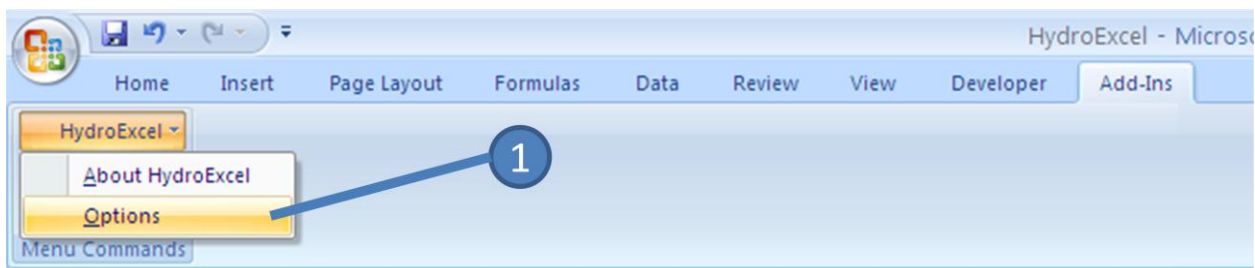 HydroExcel - Microso
Home Insert Page Layout Formulas Data Review View Developer Add-Ins
HydroExcel
1
About HydroExcel
Options
Menu Commands